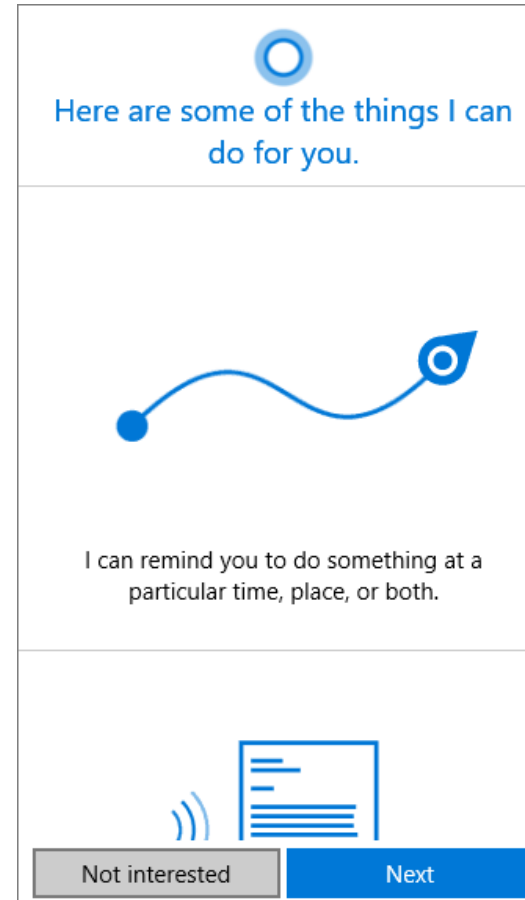 Here are some of the things I can
do for you.
I can remind you to do something at a
particular time, place, or both.
Not interested
Next